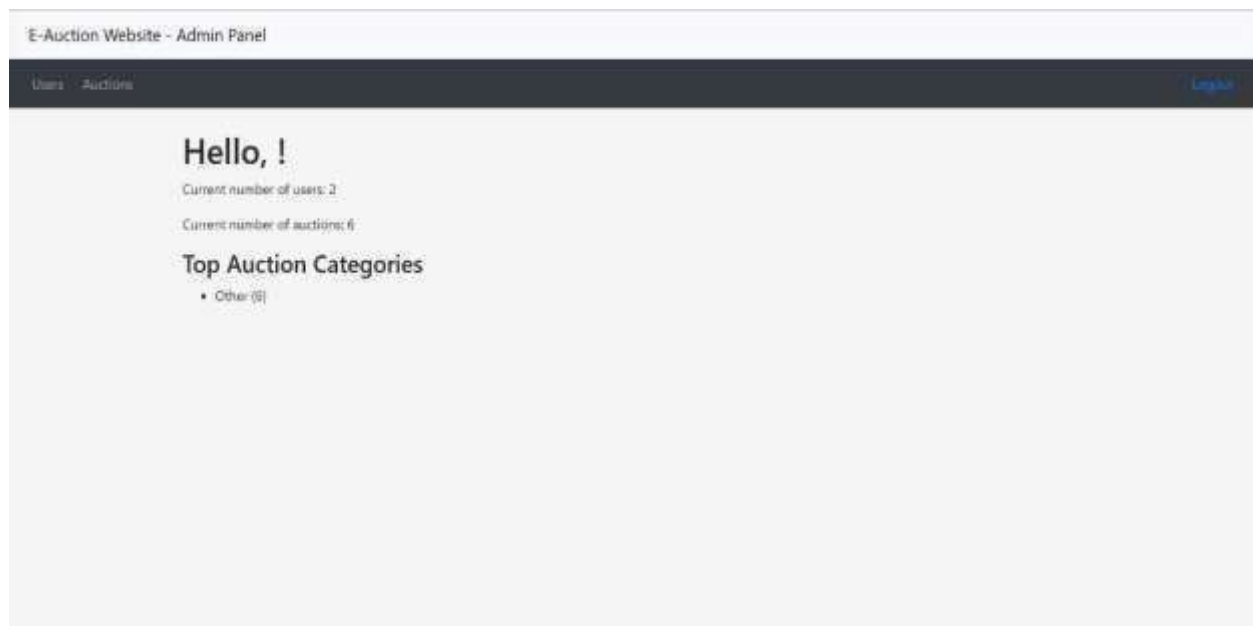 E-Auction Website - Admin Panel
Users Auctions Logout
Hello, !
Current number of users: 2
Current number of auctions: 6
Top Auction Categories
• Other (6)